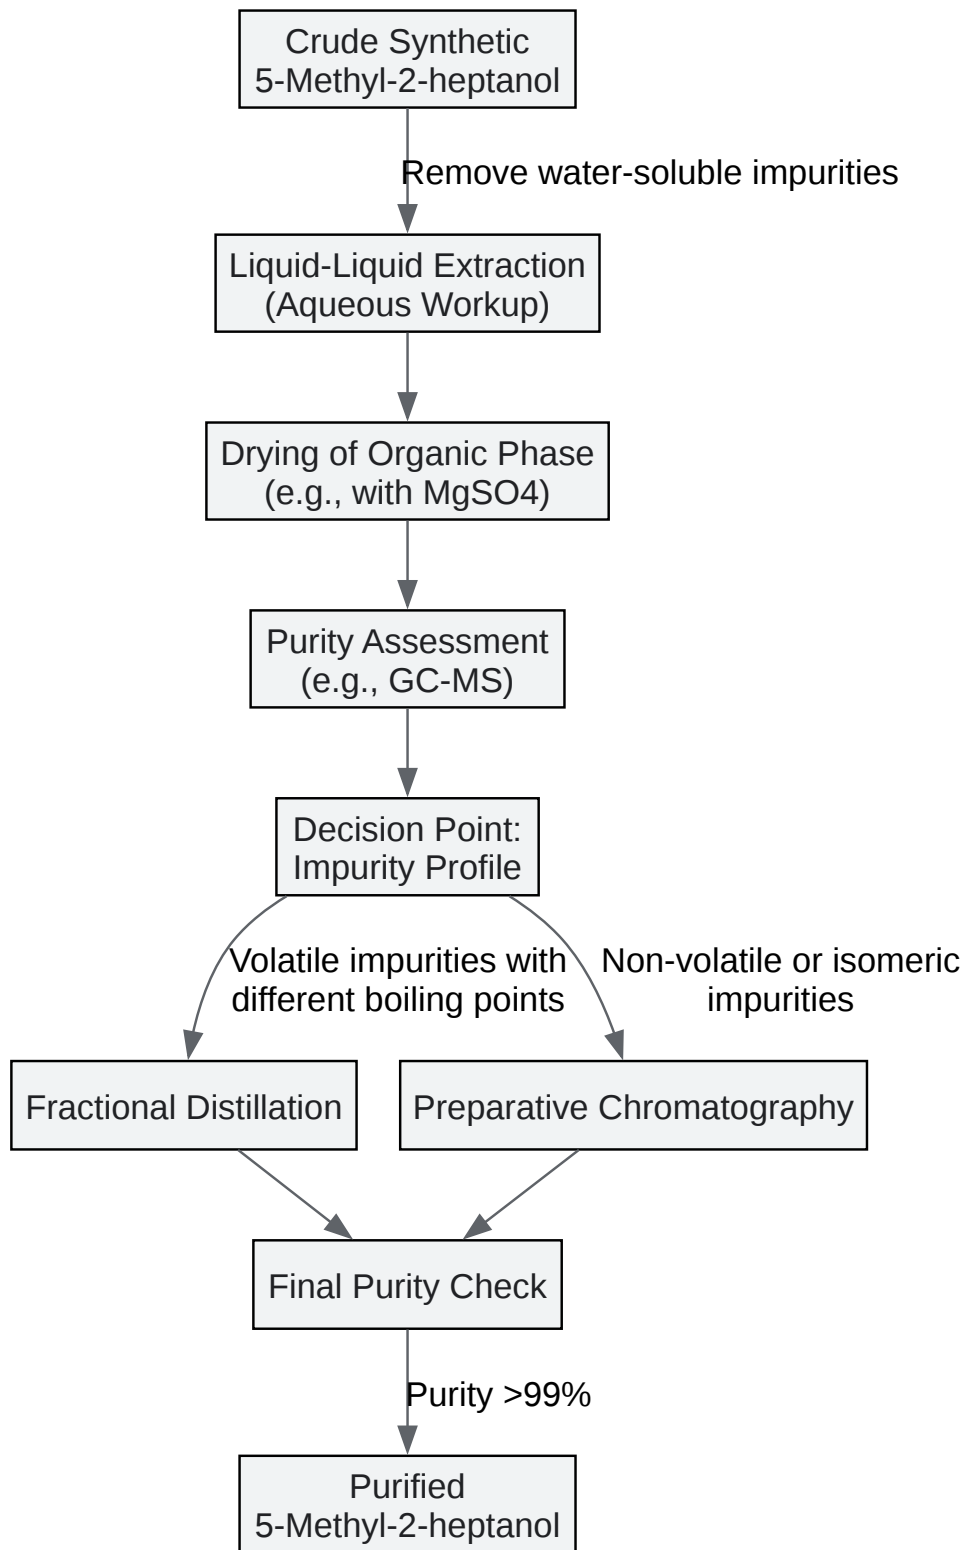 Crude Synthetic
5-Methyl-2-heptanol
Remove water-soluble impurities
Liquid-Liquid Extraction
(Aqueous Workup)
Drying of Organic Phase
(e.g., with MgSO4)
Purity Assessment
(e.g., GC-MS)
Decision Point:
Impurity Profile
Volatile impurities with
different boiling points
Non-volatile or isomeric
impurities
Fractional Distillation
Preparative Chromatography
Final Purity Check
Purity >99%
Purified
5-Methyl-2-heptanol